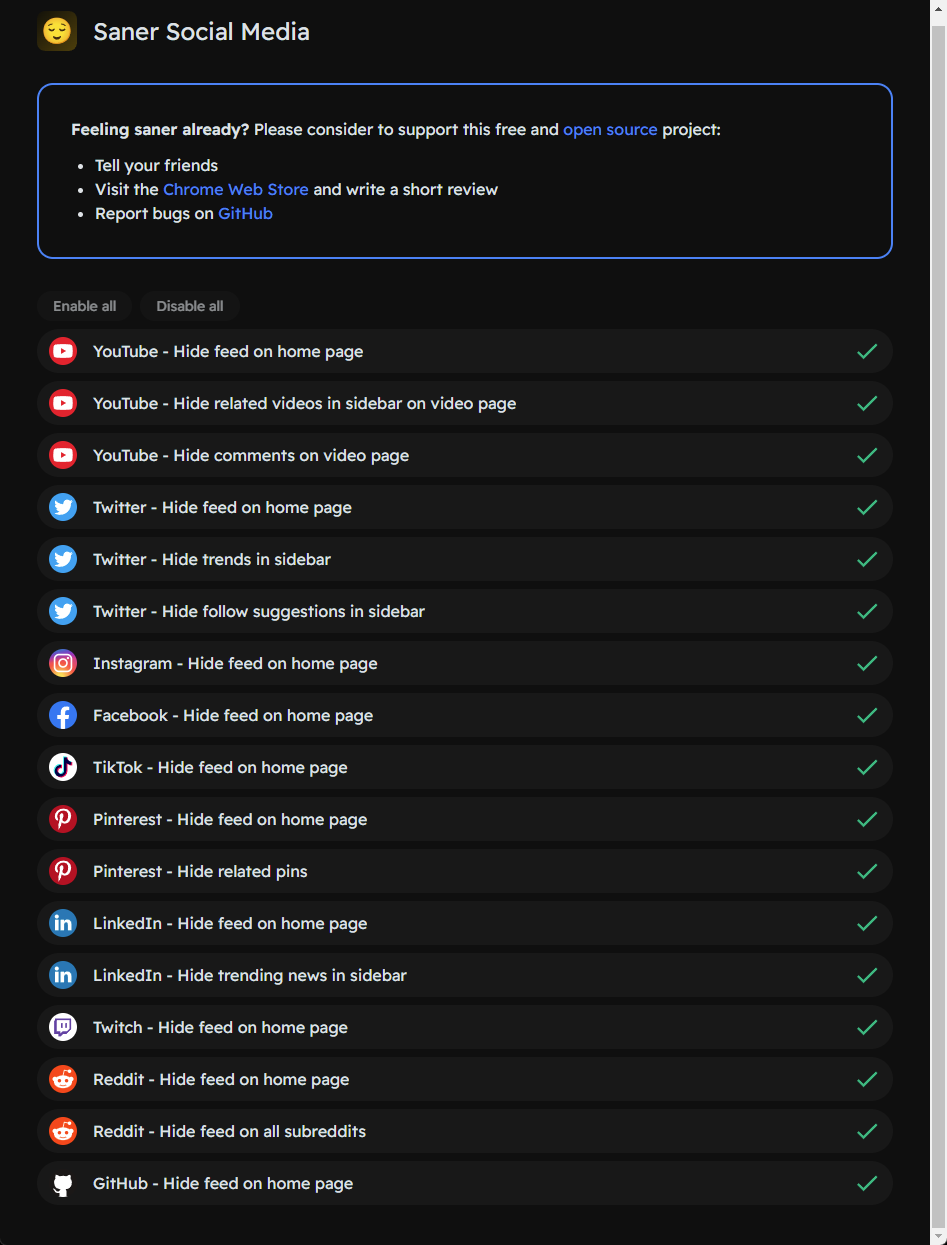 Saner Social Media
Feeling saner already? Please consider to support this free and open source project:
Tell your friends
Visit the Chrome Web Store and write a short review
Report bugs on GitHub
Enable all
Disable all
YouTube - Hide feed on home page
YouTube - Hide related videos in sidebar on video page
YouTube - Hide comments on video page
Twitter - Hide feed on home page
Twitter - Hide trends in sidebar
Twitter - Hide follow suggestions in sidebar
Instagram - Hide feed on home page
Facebook - Hide feed on home page
TikTok - Hide feed on home page
Pinterest - Hide feed on home page
Pinterest - Hide related pins
LinkedIn - Hide feed on home page
LinkedIn - Hide trending news in sidebar
Twitch - Hide feed on home page
Reddit - Hide feed on home page
Reddit - Hide feed on all subreddits
GitHub - Hide feed on home page